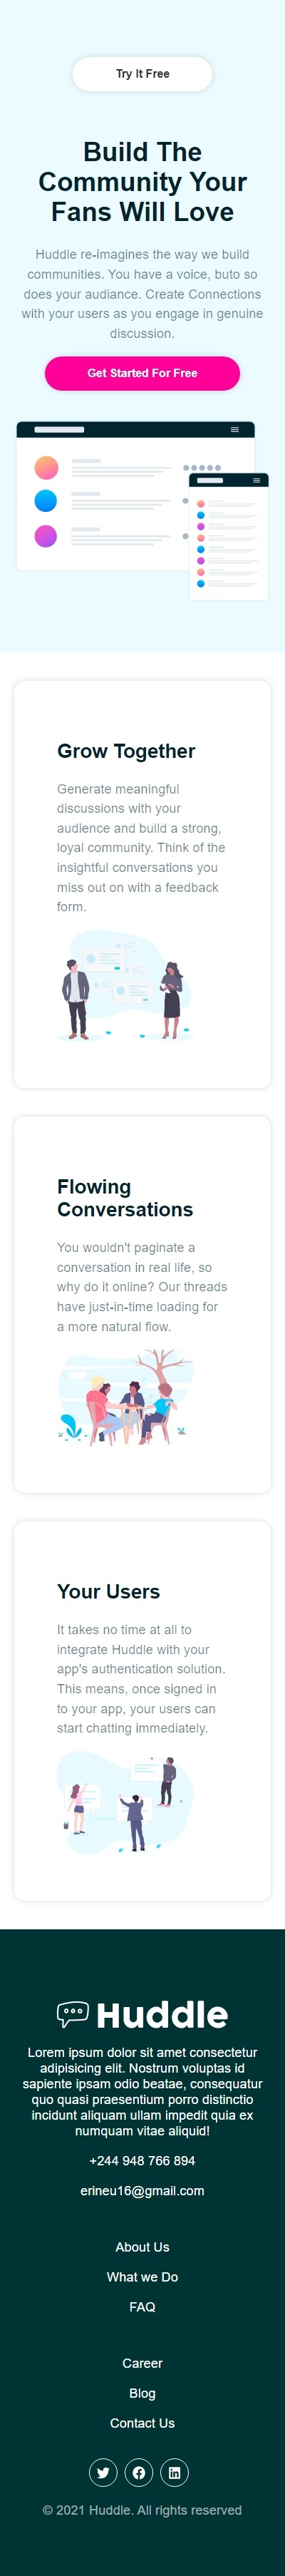 Try It Free
Build The
Community Your
Fans Will Love
Huddle re-imagines the way we build
communities. You have a voice, buto so
does your audiance. Create Connections
with your users as you engage in genuine
discussion.
Get Started For Free
Grow Together
Generate meaningful
discussions with your
audience and build a strong,
loyal community. Think of the
insightful conversations you
miss out on with a feedback
form.
Flowing
Conversations
You wouldn't paginate a
conversation in real life, so
why do it online? Our threads
have just-in-time loading for
a more natural flow.
Your Users
It takes no time at all to
integrate Huddle with your
app's authentication solution.
This means, once signed in
to your app, your users can
start chatting immediately.
Huddle
Lorem ipsum dolor sit amet consectetur
adipisicing elit. Nostrum voluptas id
sapiente ipsam odio beatae, consequatur
quo quasi praesentium porro distinctio
incidunt aliquam ullam impedit quia ex
numquam vitae aliquid!
+244 948 766 894
erineu16@gmail.com
About Us
What we Do
FAQ
Career
Blog
Contact Us
© 2021 Huddle. All rights reserved